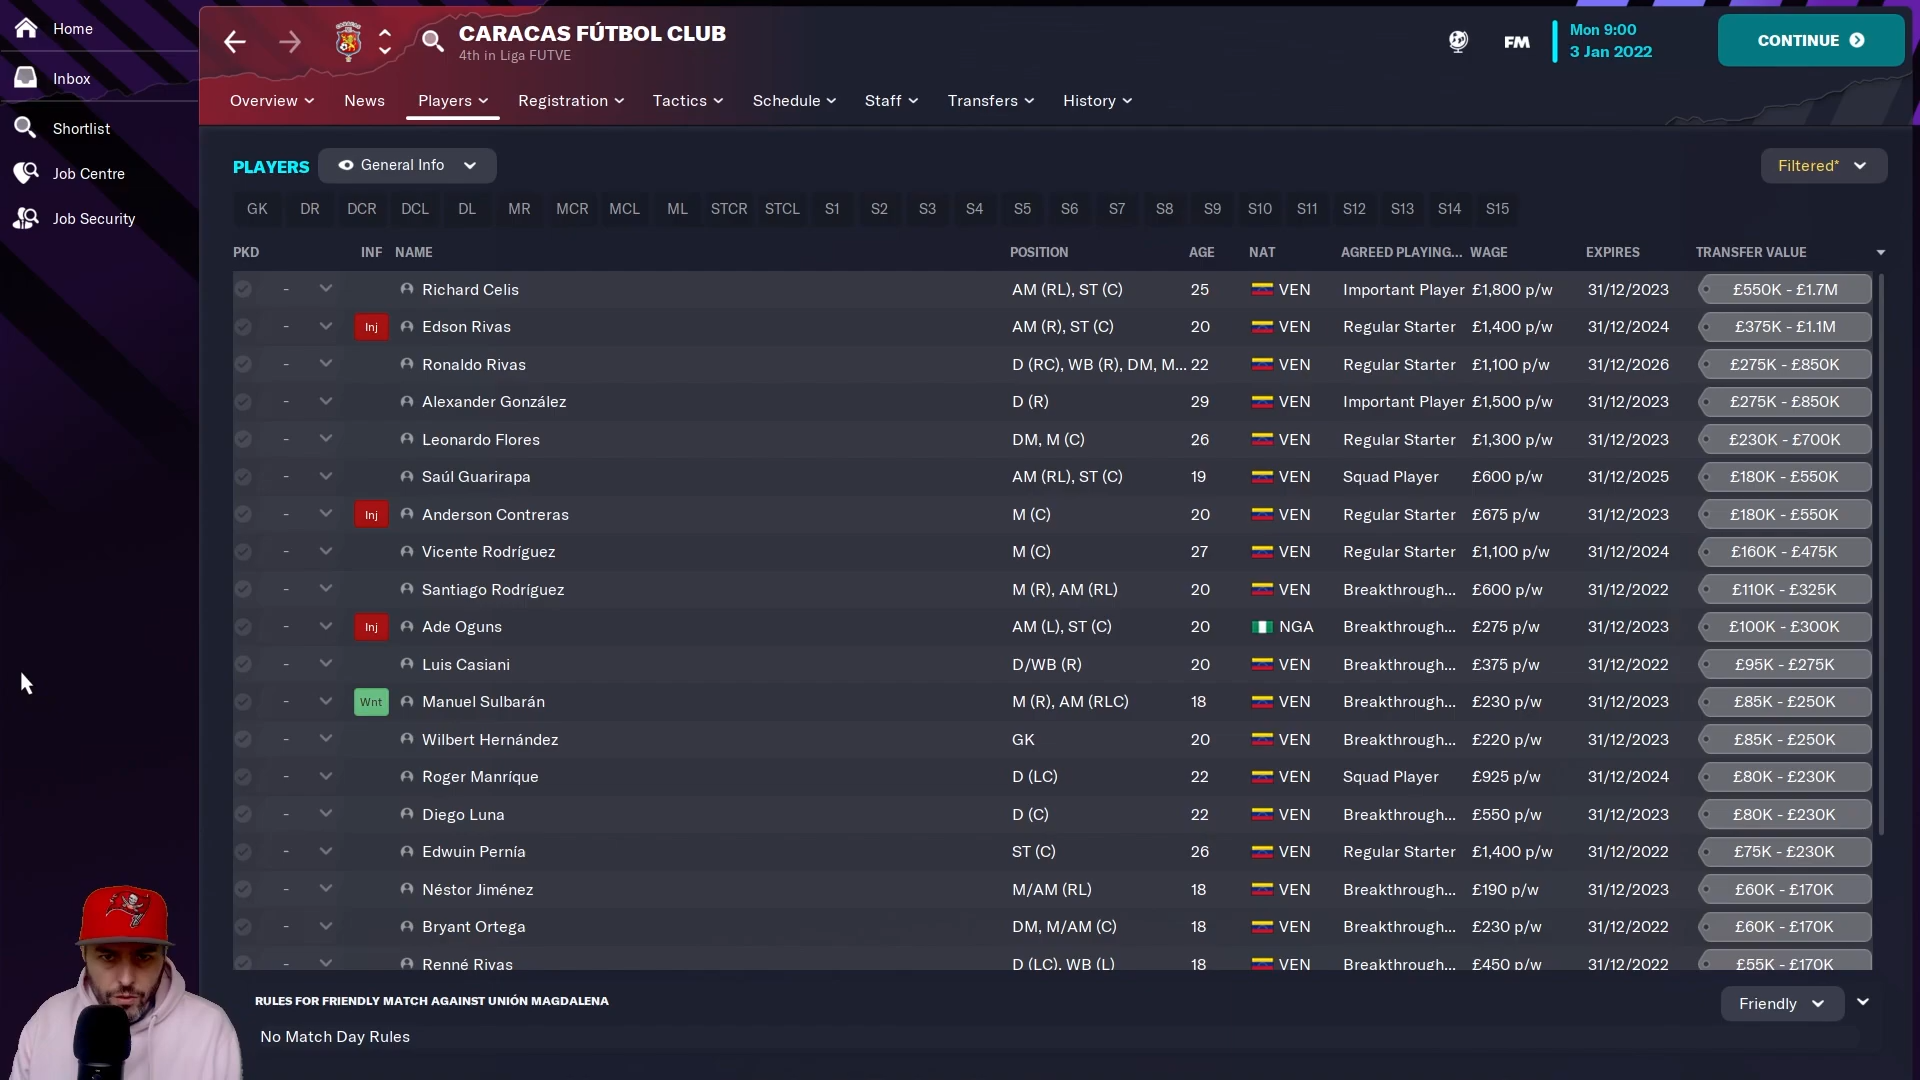 Home
Inbox
Shortlist
Job Centre
Job Security
CARACAS FÚTBOL CLUB
4th in Liga FUTVE
FM
Mon 9:00
3 Jan 2022
CONTINUE
Overview News Players Registration Tactics Schedule Staff Transfers History
PLAYERS General Info Filtered*
GK DR DCR DCL DL MR MCR MCL ML STCR STCL S1 S2 S3 S4 S5 S6 S7 S8 S9 S10 S11 S12 S13 S14 S15
PKD INF NAME POSITION AGE NAT AGREED PLAYING... WAGE EXPIRES TRANSFER VALUE
- Richard Celis AM (RL), ST (C) 25 VEN Important Player £1,800 p/w 31/12/2023 £550K - £1.7M
- Inj Edson Rivas AM (R), ST (C) 20 VEN Regular Starter £1,400 p/w 31/12/2024 £375K - £1.1M
- Ronaldo Rivas D (RC), WB (R), DM, M... 22 VEN Regular Starter £1,100 p/w 31/12/2026 £275K - £850K
- Alexander González D (R) 29 VEN Important Player £1,500 p/w 31/12/2023 £275K - £850K
- Leonardo Flores DM, M (C) 26 VEN Regular Starter £1,300 p/w 31/12/2023 £230K - £700K
- Saúl Guarirapa AM (RL), ST (C) 19 VEN Squad Player £600 p/w 31/12/2025 £180K - £550K
- Inj Anderson Contreras M (C) 20 VEN Regular Starter £675 p/w 31/12/2023 £180K - £550K
- Vicente Rodríguez M (C) 27 VEN Regular Starter £1,100 p/w 31/12/2024 £160K - £475K
- Santiago Rodríguez M (R), AM (RL) 20 VEN Breakthrough... £600 p/w 31/12/2022 £110K - £325K
- Inj Ade Oguns AM (L), ST (C) 20 NGA Breakthrough... £275 p/w 31/12/2023 £100K - £300K
- Luis Casiani D/WB (R) 20 VEN Breakthrough... £375 p/w 31/12/2022 £95K - £275K
- Wnt Manuel Sulbarán M (R), AM (RLC) 18 VEN Breakthrough... £230 p/w 31/12/2023 £85K - £250K
- Wilbert Hernández GK 20 VEN Breakthrough... £220 p/w 31/12/2023 £85K - £250K
- Roger Manríque D (LC) 22 VEN Squad Player £925 p/w 31/12/2024 £80K - £230K
- Diego Luna D (C) 22 VEN Breakthrough... £550 p/w 31/12/2023 £80K - £230K
- Edwuin Pernía ST (C) 26 VEN Regular Starter £1,400 p/w 31/12/2022 £75K - £230K
- Néstor Jiménez M/AM (RL) 18 VEN Breakthrough... £190 p/w 31/12/2023 £60K - £170K
- Bryant Ortega DM, M/AM (C) 18 VEN Breakthrough... £230 p/w 31/12/2022 £60K - £170K
- Renné Rivas D (LC), WB (L) 18 VEN Breakthrough... £450 p/w 31/12/2022 £55K - £170K
RULES FOR FRIENDLY MATCH AGAINST UNIÓN MAGDALENA Friendly
No Match Day Rules